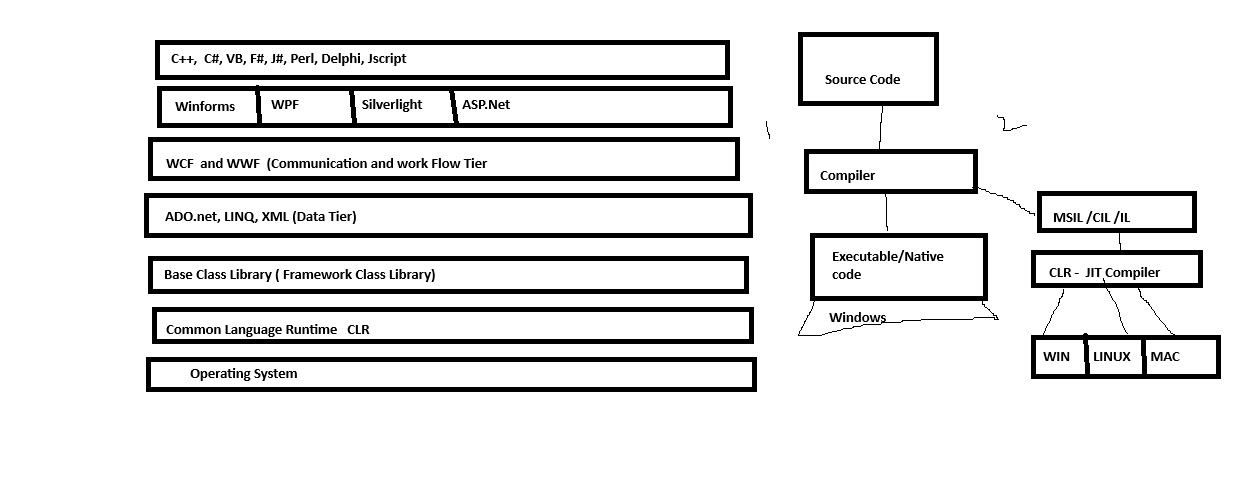 C++, C#, VB, F#, J#, Perl, Delphi, Jscript
Winforms WPF Silverlight ASP.Net
WCF and WWF (Communication and work Flow Tier
ADO.net, LINQ, XML (Data Tier)
Base Class Library ( Framework Class Library)
Common Language Runtime CLR
Operating System
Source Code
Compiler
Executable/Native
code
Windows
MSIL /CIL /IL
CLR - JIT Compiler
WIN LINUX MAC